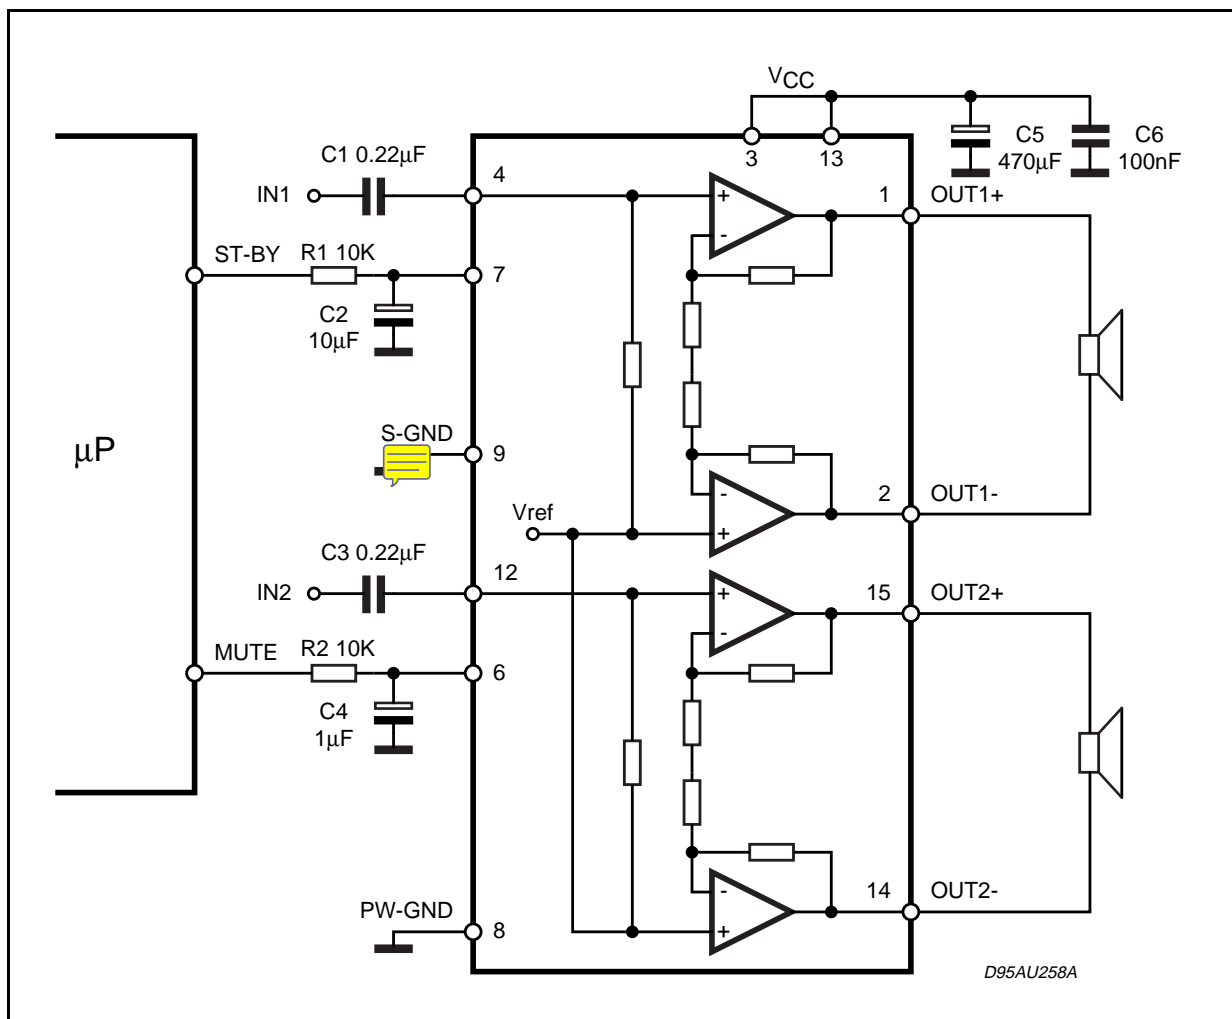 VCC
3
13
C5
470µF
C6
100nF
C1 0.22µF
4
IN1
+
-
1
OUT1+
ST-BY
R1 10K
7
C2
10µF
µP
S-GND
9
-
+
2
OUT1-
Vref
C3 0.22µF
12
IN2
+
-
15
OUT2+
MUTE
R2 10K
6
C4
1µF
-
+
14
OUT2-
PW-GND
8
D95AU258A